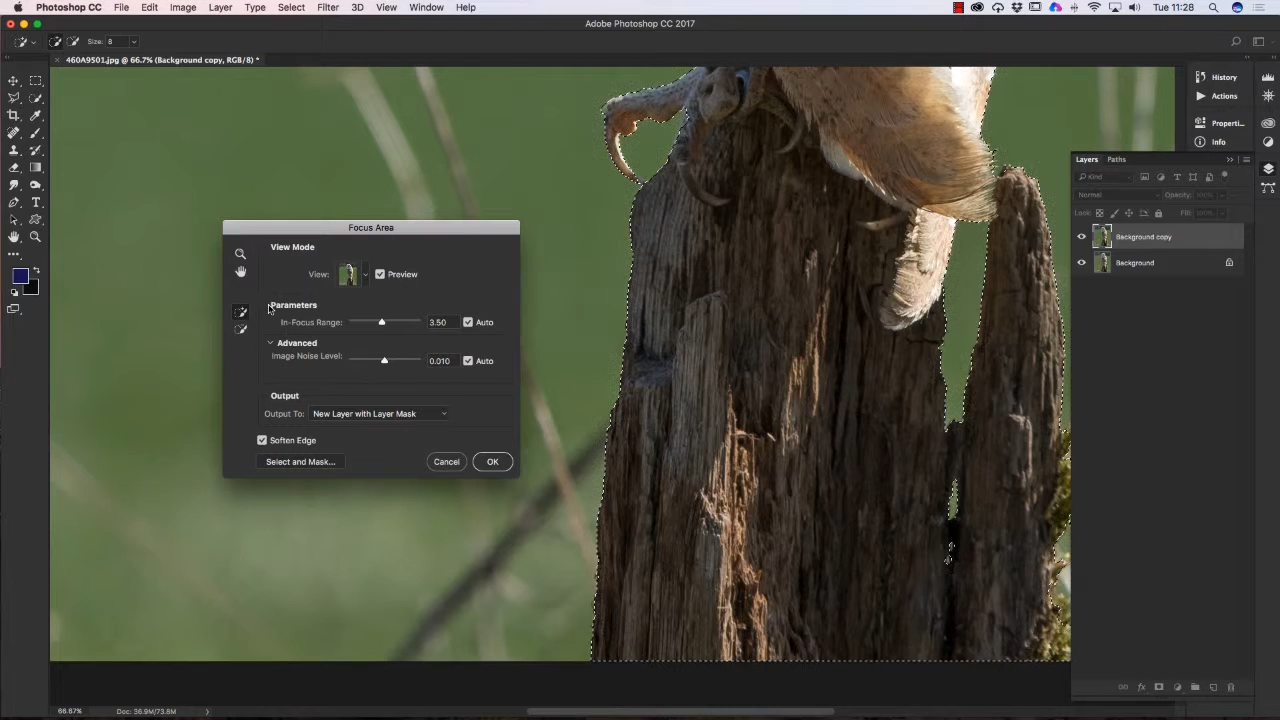 Photoshop CC File Edit Image Layer Type Select Filter 3D View Window Help Tue 11:28
Adobe Photoshop CC 2017
Size: 8
460A9501.jpg @ 66.7% (Background copy, RGB/8) *
History
Actions
Properti...
Info
Layers Paths
Kind
Normal Opacity: 100%
Lock: Fill: 100%
Background copy
Background
Focus Area
View Mode
View: Preview
Parameters
In-Focus Range: 3.50 Auto
Advanced
Image Noise Level: 0.010 Auto
Output
Output To: New Layer with Layer Mask
Soften Edge
Select and Mask... Cancel OK
66.67% Doc: 36.9M/73.8M